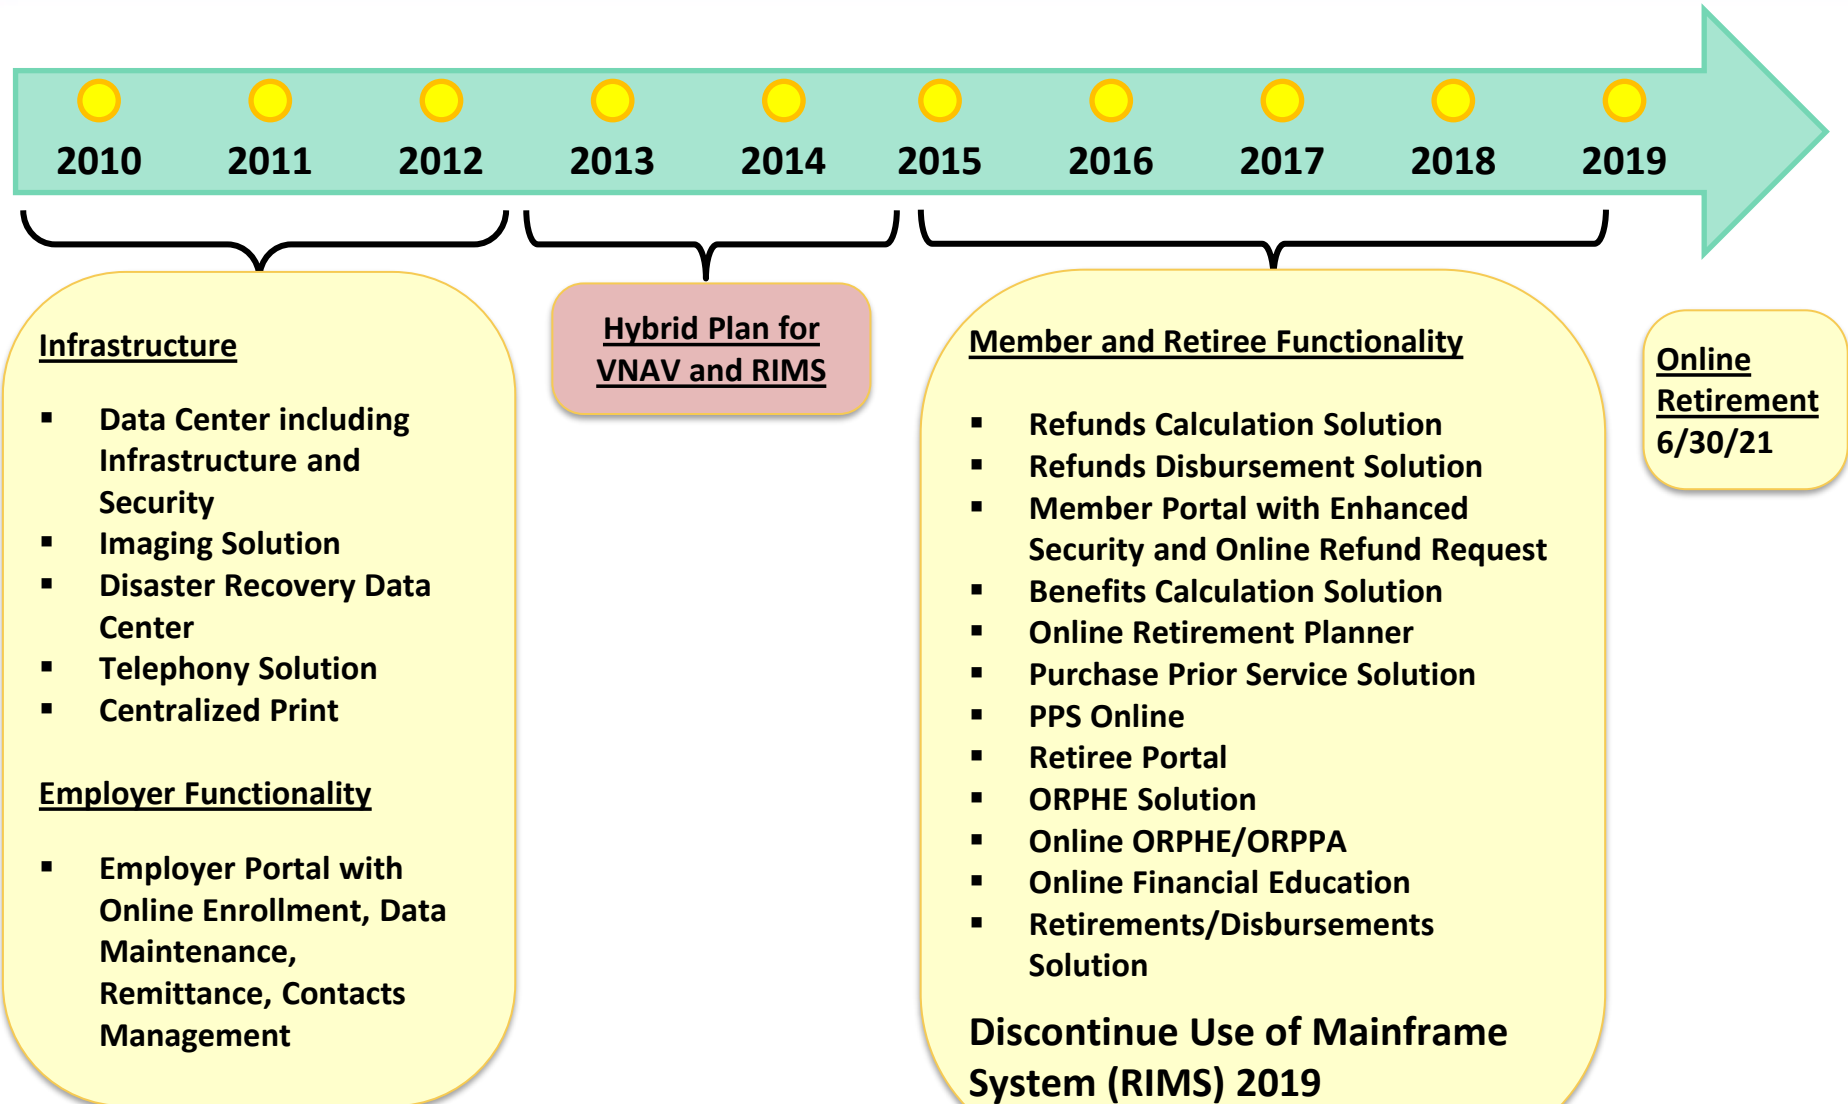 2010 2011 2012 2013 2014 2015 2016 2017 2018 2019
Infrastructure
▪ Data Center including
Infrastructure and
Security
▪ Imaging Solution
▪ Disaster Recovery Data
Center
▪ Telephony Solution
▪ Centralized Print
Employer Functionality
▪ Employer Portal with
Online Enrollment, Data
Maintenance,
Remittance, Contacts
Management
Hybrid Plan for
VNAV and RIMS
Member and Retiree Functionality
▪ Refunds Calculation Solution
▪ Refunds Disbursement Solution
▪ Member Portal with Enhanced
Security and Online Refund Request
▪ Benefits Calculation Solution
▪ Online Retirement Planner
▪ Purchase Prior Service Solution
▪ PPS Online
▪ Retiree Portal
▪ ORPHE Solution
▪ Online ORPHE/ORPPA
▪ Online Financial Education
▪ Retirements/Disbursements
Solution
Discontinue Use of Mainframe
System (RIMS) 2019
Online
Retirement
6/30/21